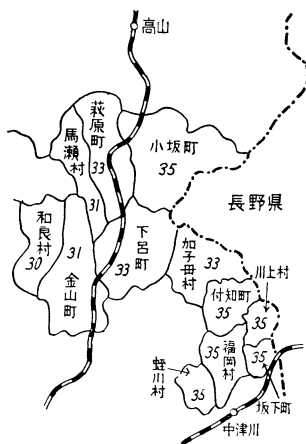 高山
萩原町
33
馬瀬村
31
小坂町
35
長野県
和良村
30
31
金山町
下呂町
33
加子母村
33
川上村
付知町
35
35
福岡村
35
35
蛭川村
35
坂下町
中津川